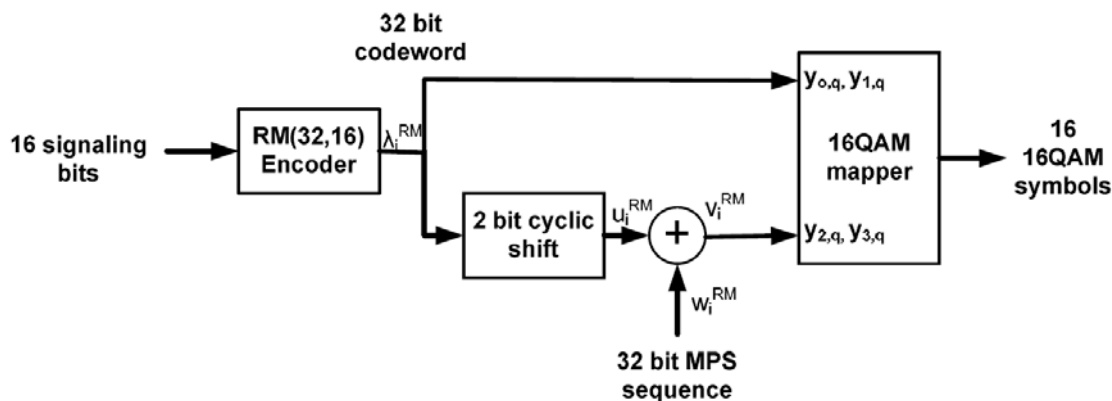 32 bit
codeword
16 signaling
bits
RM(32,16)
Encoder
λᵢᴿᴹ
yₒ,q, y₁,q
16QAM
mapper
y₂,q, y₃,q
16
16QAM
symbols
2 bit cyclic
shift
uᵢᴿᴹ
+
vᵢᴿᴹ
wᵢᴿᴹ
32 bit MPS
sequence